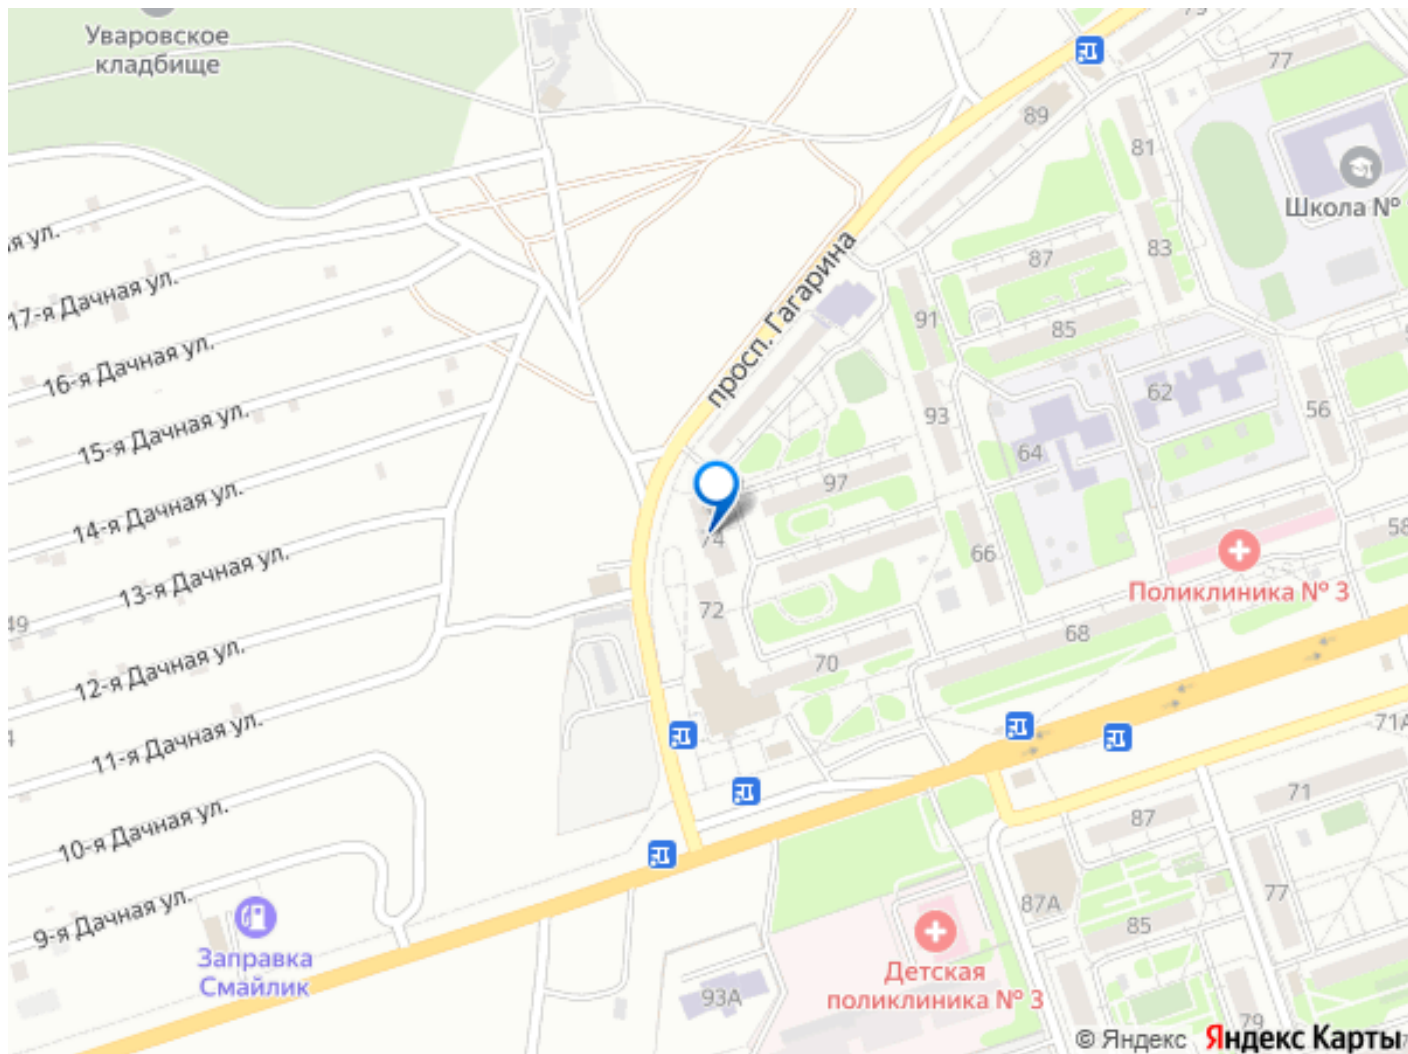 Уваровское
кладбище
77
89
81
Школа №
ая ул.
83
87
17-я Дачная ул.
просп. Гагарина
91
85
16-я Дачная ул.
62
56
15-я Дачная ул.
93
64
97
14-я Дачная ул.
58
74
66
13-я Дачная ул.
Поликлиника № 3
49
72
68
12-я Дачная ул.
70
71А
11-я Дачная ул.
71
87
10-я Дачная ул.
77
87А
9-я Дачная ул.
85
Заправка
Смайлик
Детская
поликлиника № 3
93А
79
© Яндекс Яндекс Карты